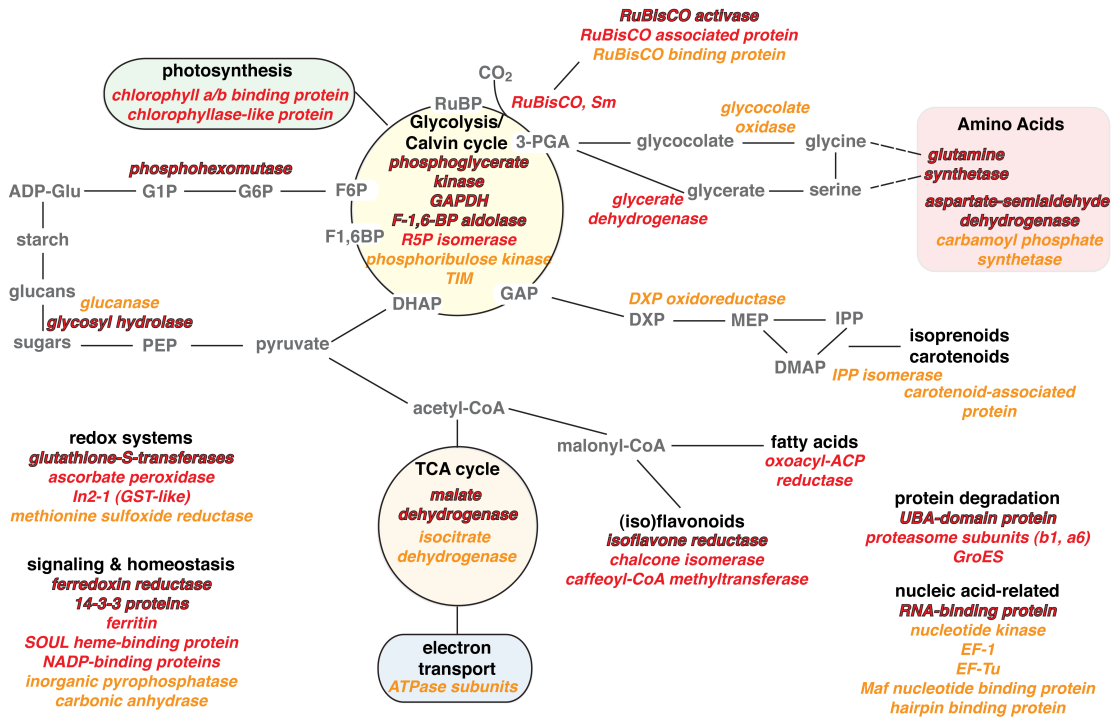 RuBisCO activase
RuBisCO associated protein
RuBisCO binding protein
photosynthesis
chlorophyll a/b binding protein
chlorophyllase-like protein
CO2
RuBP
RuBisCO, Sm
Glycolysis/
Calvin cycle
3-PGA
phosphoglycerate
kinase
GAPDH
F-1,6-BP aldolase
R5P isomerase
phosphoribulose kinase
TIM
glycocolate
glycocolate
oxidase
glycine
glycerate
serine
glycerate
dehydrogenase
Amino Acids
glutamine
synthetase
aspartate-semialdehyde
dehydrogenase
carbamoyl phosphate
synthetase
phosphohexomutase
ADP-Glu
G1P
G6P
F6P
F1,6BP
starch
glucans
glucanase
glycosyl hydrolase
sugars
PEP
pyruvate
DHAP
GAP
DXP oxidoreductase
DXP
MEP
IPP
DMAP
IPP isomerase
isoprenoids
carotenoids
carotenoid-associated
protein
acetyl-CoA
malonyl-CoA
fatty acids
oxoacyl-ACP
reductase
redox systems
glutathione-S-transferases
ascorbate peroxidase
In2-1 (GST-like)
methionine sulfoxide reductase
TCA cycle
malate
dehydrogenase
isocitrate
dehydrogenase
(iso)flavonoids
isoflavone reductase
chalcone isomerase
caffeoyl-CoA methyltransferase
protein degradation
UBA-domain protein
proteasome subunits (b1, a6)
GroES
signaling & homeostasis
ferredoxin reductase
14-3-3 proteins
ferritin
SOUL heme-binding protein
NADP-binding proteins
inorganic pyrophosphatase
carbonic anhydrase
electron
transport
ATPase subunits
nucleic acid-related
RNA-binding protein
nucleotide kinase
EF-1
EF-Tu
Maf nucleotide binding protein
hairpin binding protein